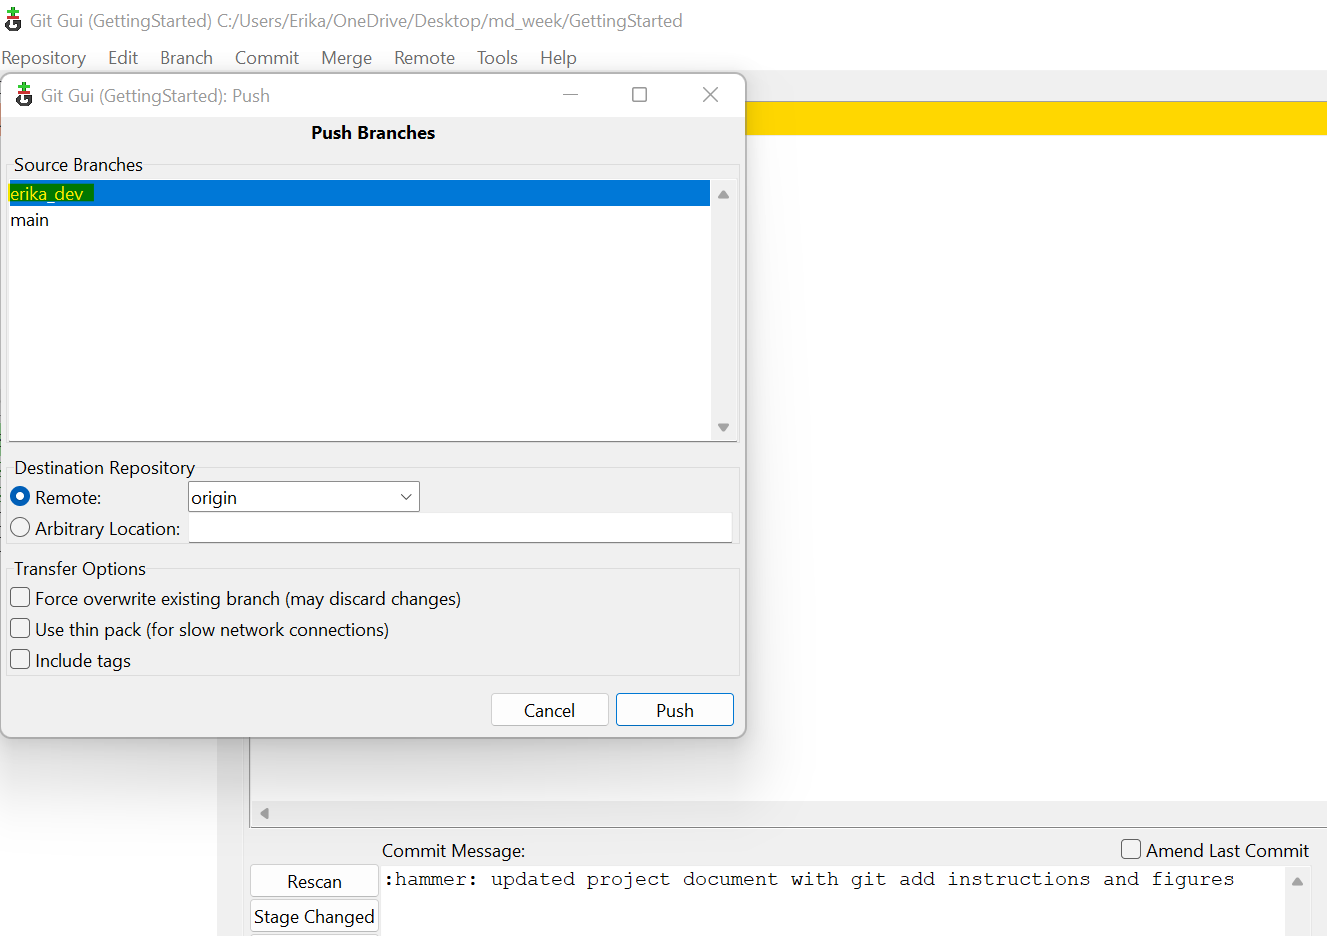 Git Gui (GettingStarted) C:/Users/Erika/OneDrive/Desktop/md_week/GettingStarted
Repository Edit Branch Commit Merge Remote Tools Help
Git Gui (GettingStarted): Push
Push Branches
Source Branches
erika_dev
main
Destination Repository
Remote: origin
Arbitrary Location:
Transfer Options
Force overwrite existing branch (may discard changes)
Use thin pack (for slow network connections)
Include tags
Cancel Push
Commit Message: Amend Last Commit
Rescan :hammer: updated project document with git add instructions and figures
Stage Changed